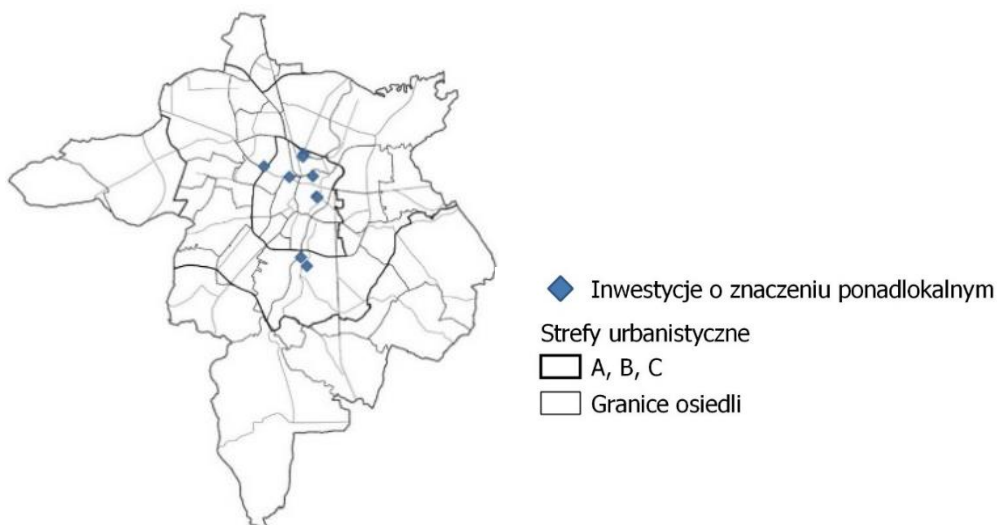 Inwestycje o znaczeniu ponadlokalnym
Strefy urbanistyczne
A, B, C
Granice osiedli